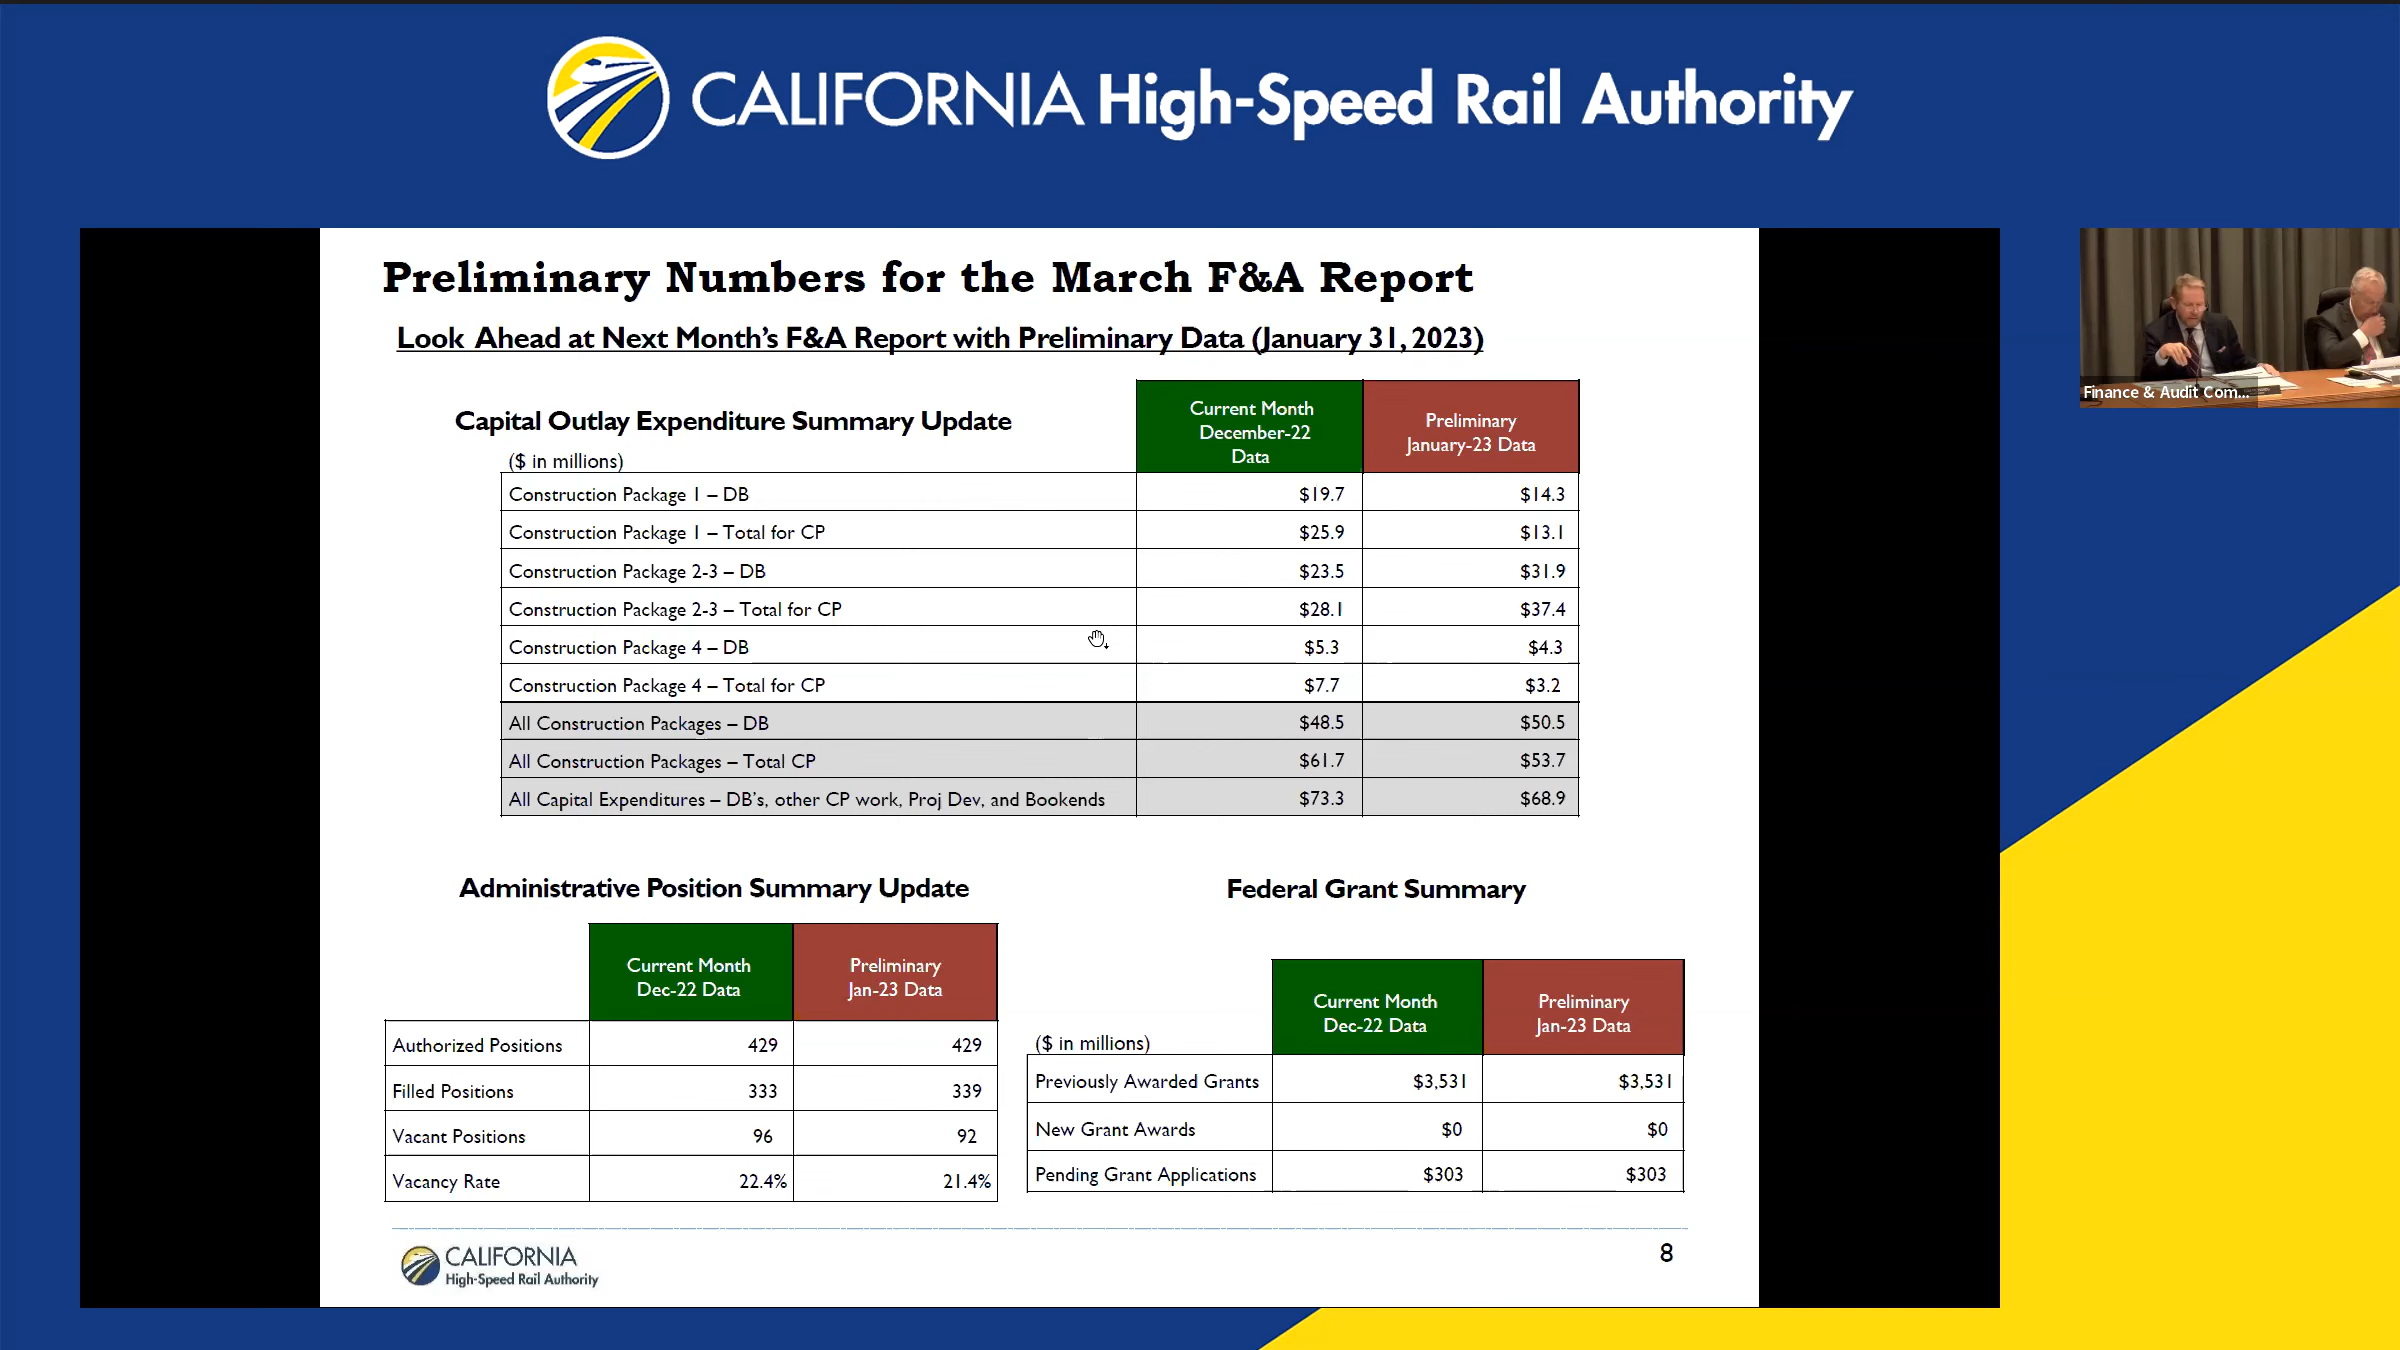 CALIFORNIA High-Speed Rail Authority
Preliminary Numbers for the March F&A Report
Look Ahead at Next Month's F&A Report with Preliminary Data (January 31, 2023)
Capital Outlay Expenditure Summary Update
($ in millions)
Current Month
December-22
Data
Preliminary
January-23 Data
Construction Package 1 – DB $19.7 $14.3
Construction Package 1 – Total for CP $25.9 $13.1
Construction Package 2-3 – DB $23.5 $31.9
Construction Package 2-3 – Total for CP $28.1 $37.4
Construction Package 4 – DB $5.3 $4.3
Construction Package 4 – Total for CP $7.7 $3.2
All Construction Packages – DB $48.5 $50.5
All Construction Packages – Total CP $61.7 $53.7
All Capital Expenditures – DB's, other CP work, Proj Dev, and Bookends $73.3 $68.9
Administrative Position Summary Update
Current Month
Dec-22 Data
Preliminary
Jan-23 Data
Authorized Positions 429 429
Filled Positions 333 339
Vacant Positions 96 92
Vacancy Rate 22.4% 21.4%
Federal Grant Summary
($ in millions)
Current Month
Dec-22 Data
Preliminary
Jan-23 Data
Previously Awarded Grants $3,531 $3,531
New Grant Awards $0 $0
Pending Grant Applications $303 $303
CALIFORNIA
High-Speed Rail Authority
8
Finance & Audit Com...